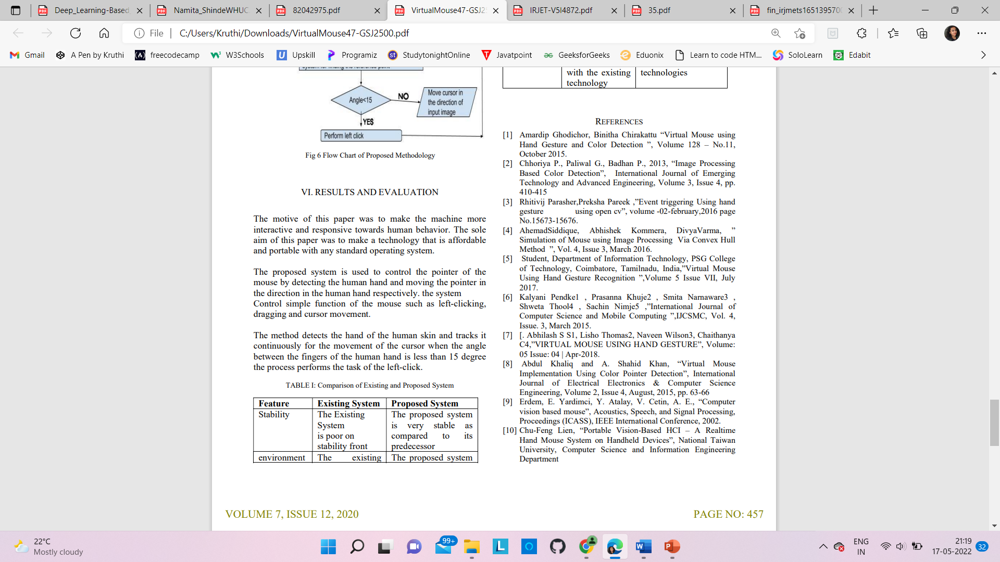 Deep_Learning-Based
Namita_ShindeWHUC
82042975.pdf
VirtualMouse47-GSJ2
IRJET-V5I4872.pdf
35.pdf
fin_irjmets1651395700
File
C:/Users/Kruthi/Downloads/VirtualMouse47-GSJ2500.pdf
Gmail
A Pen by Kruthi
freecodecamp
W3Schools
Upskill
Programiz
StudytonightOnline
Javatpoint
GeeksforGeeks
Eduonix
Learn to code HTM...
SoloLearn
Edabit
system for finding the reference point
Angle<15
NO
Move cursor in
the direction of
input image
YES
Perform left click
Fig 6 Flow Chart of Proposed Methodology
VI. RESULTS AND EVALUATION
The motive of this paper was to make the machine more
interactive and responsive towards human behavior. The sole
aim of this paper was to make a technology that is affordable
and portable with any standard operating system.
The proposed system is used to control the pointer of the
mouse by detecting the human hand and moving the pointer in
the direction in the human hand respectively. the system
Control simple function of the mouse such as left-clicking,
dragging and cursor movement.
The method detects the hand of the human skin and tracks it
continuously for the movement of the cursor when the angle
between the fingers of the human hand is less than 15 degree
the process performs the task of the left-click.
TABLE I: Comparison of Existing and Proposed System
Feature Existing System Proposed System
Stability The Existing The proposed system
System is very stable as
is poor on compared to its
stability front predecessor
environment The existing The proposed system
with the existing technologies
technology
REFERENCES
[1] Amardip Ghodichor, Binitha Chirakattu “Virtual Mouse using
Hand Gesture and Color Detection ”, Volume 128 – No.11,
October 2015.
[2] Chhoriya P., Paliwal G., Badhan P., 2013, “Image Processing
Based Color Detection”, International Journal of Emerging
Technology and Advanced Engineering, Volume 3, Issue 4, pp.
410-415
[3] Rhitivij Parasher,Preksha Pareek ,”Event triggering Using hand
gesture using open cv”, volume -02-february,2016 page
No.15673-15676.
[4] AhemadSiddique, Abhishek Kommera, DivyaVarma, ”
Simulation of Mouse using Image Processing Via Convex Hull
Method ”, Vol. 4, Issue 3, March 2016.
[5] Student, Department of Information Technology, PSG College
of Technology, Coimbatore, Tamilnadu, India,”Virtual Mouse
Using Hand Gesture Recognition ”,Volume 5 Issue VII, July
2017.
[6] Kalyani Pendke1 , Prasanna Khuje2 , Smita Narnaware3 ,
Shweta Thool4 , Sachin Nimje5 ,”International Journal of
Computer Science and Mobile Computing ”,IJCSMC, Vol. 4,
Issue. 3, March 2015.
[7] [. Abhilash S S1, Lisho Thomas2, Naveen Wilson3, Chaithanya
C4,”VIRTUAL MOUSE USING HAND GESTURE”, Volume:
05 Issue: 04 | Apr-2018.
[8] Abdul Khaliq and A. Shahid Khan, “Virtual Mouse
Implementation Using Color Pointer Detection”, International
Journal of Electrical Electronics & Computer Science
Engineering, Volume 2, Issue 4, August, 2015, pp. 63-66
[9] Erdem, E. Yardimci, Y. Atalay, V. Cetin, A. E., “Computer
vision based mouse”, Acoustics, Speech, and Signal Processing,
Proceedings (ICASS), IEEE International Conference, 2002.
[10] Chu-Feng Lien, “Portable Vision-Based HCI – A Realtime
Hand Mouse System on Handheld Devices”, National Taiwan
University, Computer Science and Information Engineering
Department
VOLUME 7, ISSUE 12, 2020
PAGE NO: 457
22°C
Mostly cloudy
99+
ENG
IN
21:19
17-05-2022
32